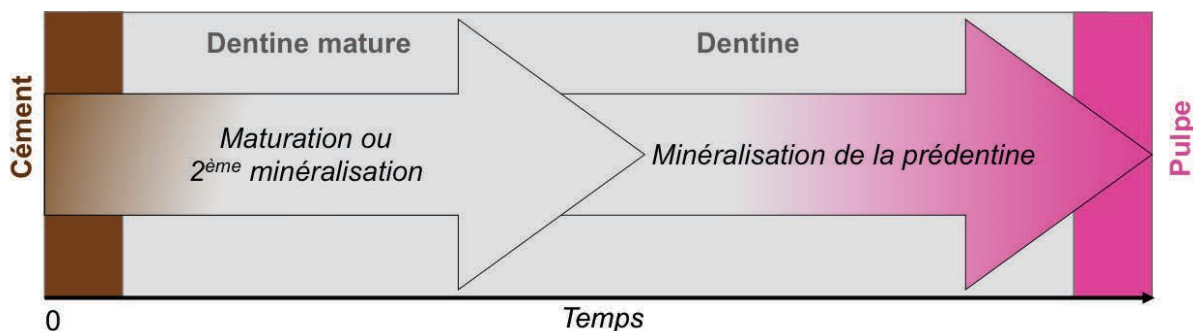 Dentine mature
Dentine
Cément
Maturation ou
2ème minéralisation
Minéralisation de la prédentine
Pulpe
0
Temps